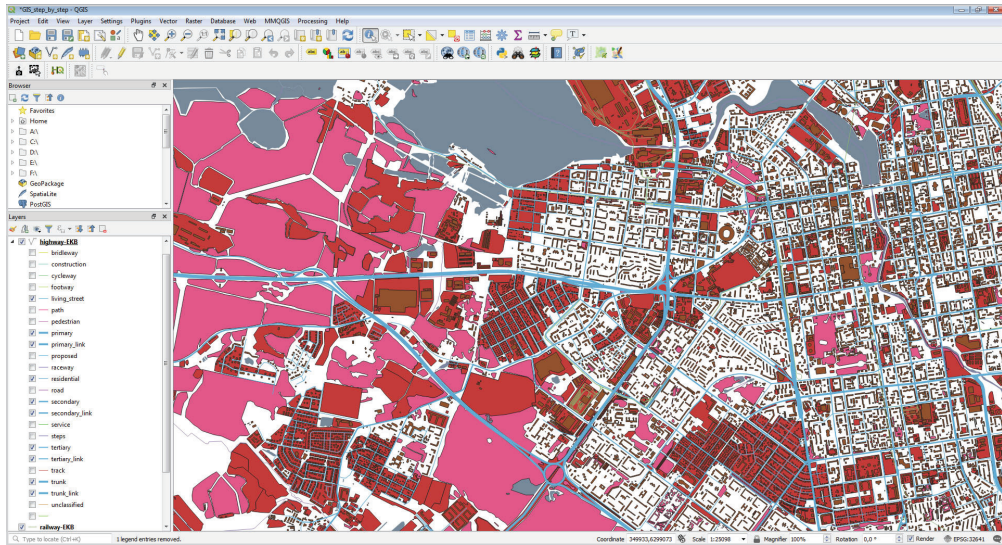 *GIS_step_by_step - QGIS
Project Edit View Layer Settings Plugins Vector Raster Database Web MMQGIS Processing Help
Browser
Favorites
Home
A:\
C:\
D:\
E:\
F:\
GeoPackage
SpatiaLite
PostGIS
Layers
highway-EKB
bridleway
construction
cycleway
footway
living_street
path
pedestrian
primary
primary_link
proposed
raceway
residential
road
secondary
secondary_link
service
steps
tertiary
tertiary_link
track
trunk
trunk_link
unclassified
railway-EKB
Type to locate (Ctrl+K) 1 legend entries removed. Coordinate 349933,6299073 Scale 1:25098 Magnifier 100% Rotation 0,0 ° Render EPSG:32641